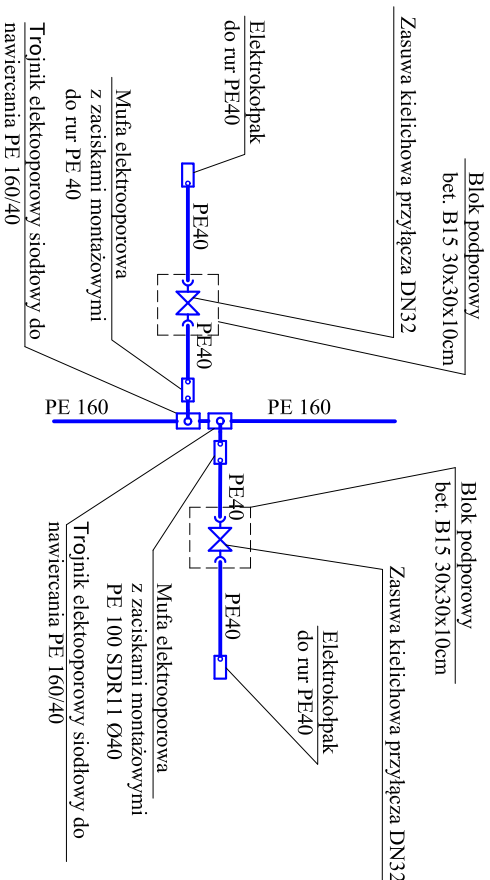 Blok podporowy
bet. B15 30x30x10cm
Zasuwa kielichowa przyłącza DN32
Elektrokołpak
do rur PE40
Mufa elektrooporowa
z zaciskami montażowymi
do rur PE 40
Trojnik elektooporowy siodłowy do
nawiercania PE 160/40
PE40
PE40
PE 160
PE 160
PE40
PE40
Blok podporowy
bet. B15 30x30x10cm
Zasuwa kielichowa przyłącza DN32
Elektrokołpak
do rur PE40
Mufa elektrooporowa
z zaciskami montażowymi
PE 100 SDR11 Ø40
Trojnik elektooporowy siodłowy do
nawiercania PE 160/40